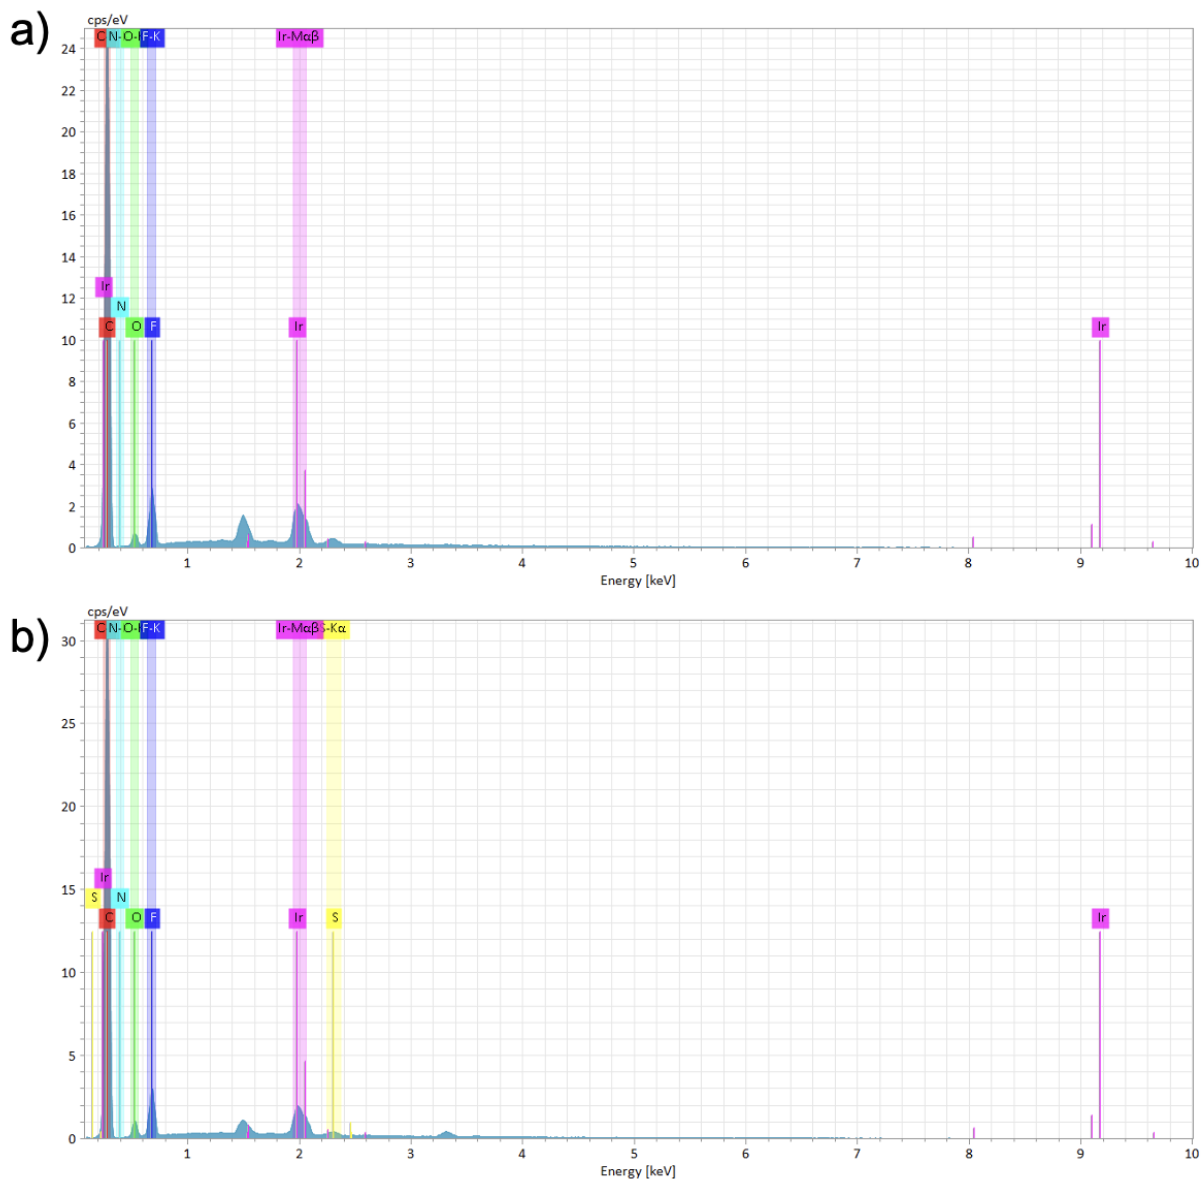 a)
cps/eV
C N- O-I F-K Ir-Mαβ
24
22
20
18
16
14
12
10
8
6
4
2
0
Ir
N
C O F Ir Ir
1 2 3 4 5 6 7 8 9 10
Energy [keV]
b)
cps/eV
C N- O-I F-K Ir-Mαβ S-Kα
30
25
20
15
10
5
0
Ir
S N
C O F Ir S Ir
1 2 3 4 5 6 7 8 9 10
Energy [keV]